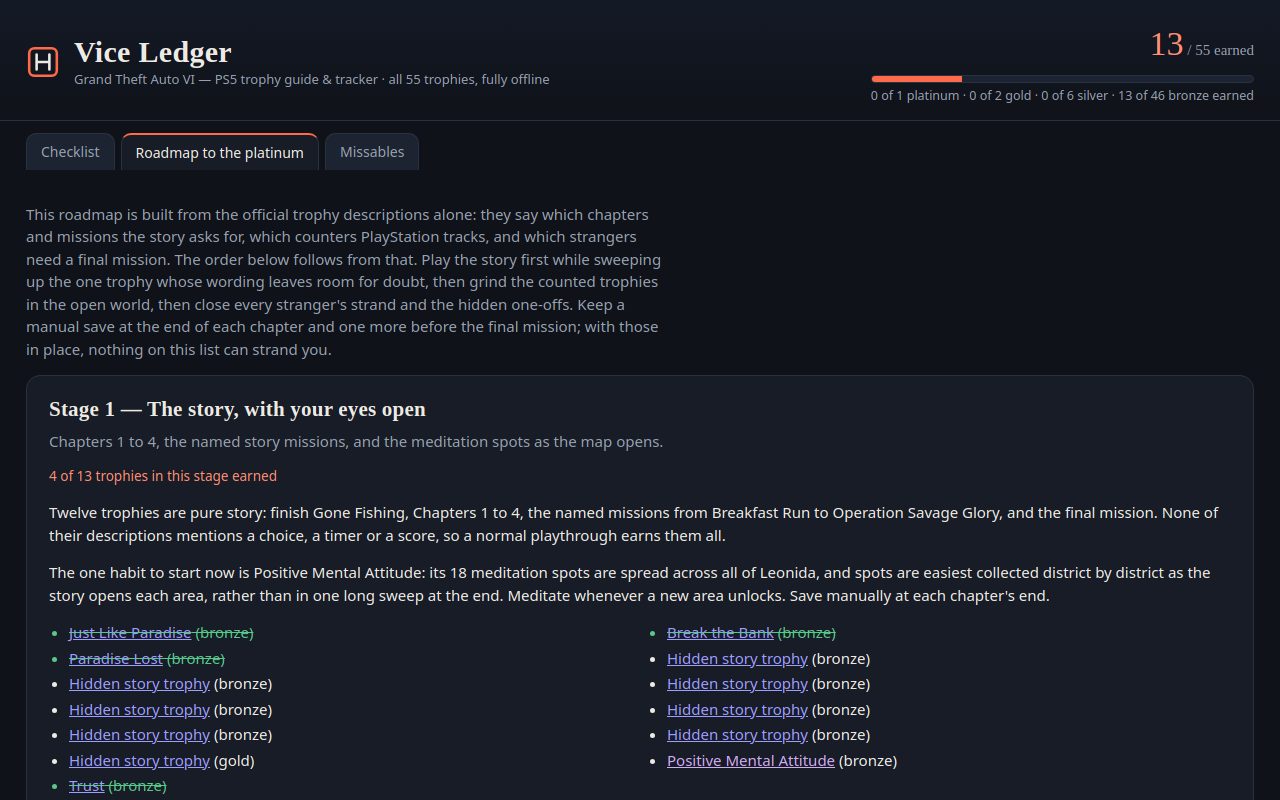 H
Vice Ledger
Grand Theft Auto VI — PS5 trophy guide & tracker · all 55 trophies, fully offline
13 / 55 earned
0 of 1 platinum · 0 of 2 gold · 0 of 6 silver · 13 of 46 bronze earned
Checklist
Roadmap to the platinum
Missables
This roadmap is built from the official trophy descriptions alone: they say which chapters
and missions the story asks for, which counters PlayStation tracks, and which strangers
need a final mission. The order below follows from that. Play the story first while sweeping
up the one trophy whose wording leaves room for doubt, then grind the counted trophies
in the open world, then close every stranger's strand and the hidden one-offs. Keep a
manual save at the end of each chapter and one more before the final mission; with those
in place, nothing on this list can strand you.
Stage 1 — The story, with your eyes open
Chapters 1 to 4, the named story missions, and the meditation spots as the map opens.
4 of 13 trophies in this stage earned
Twelve trophies are pure story: finish Gone Fishing, Chapters 1 to 4, the named missions from Breakfast Run to Operation Savage Glory, and the final mission. None of
their descriptions mentions a choice, a timer or a score, so a normal playthrough earns them all.
The one habit to start now is Positive Mental Attitude: its 18 meditation spots are spread across all of Leonida, and spots are easiest collected district by district as the
story opens each area, rather than in one long sweep at the end. Meditate whenever a new area unlocks. Save manually at each chapter's end.
Just Like Paradise (bronze)
Paradise Lost (bronze)
Hidden story trophy (bronze)
Hidden story trophy (bronze)
Hidden story trophy (bronze)
Hidden story trophy (gold)
Trust (bronze)
Break the Bank (bronze)
Hidden story trophy (bronze)
Hidden story trophy (bronze)
Hidden story trophy (bronze)
Hidden story trophy (bronze)
Positive Mental Attitude (bronze)